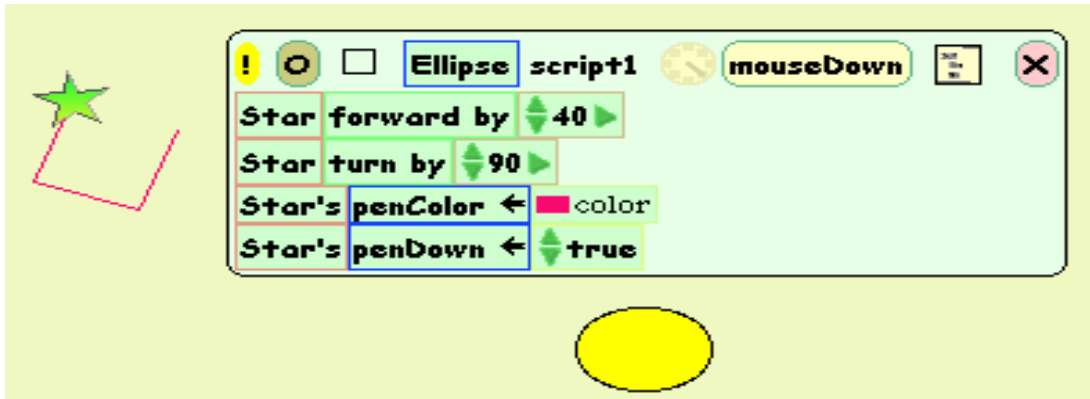 ! O Ellipse script1 mouseDown X
Star forward by 40
Star turn by 90
Star's penColor ← color
Star's penDown ← true